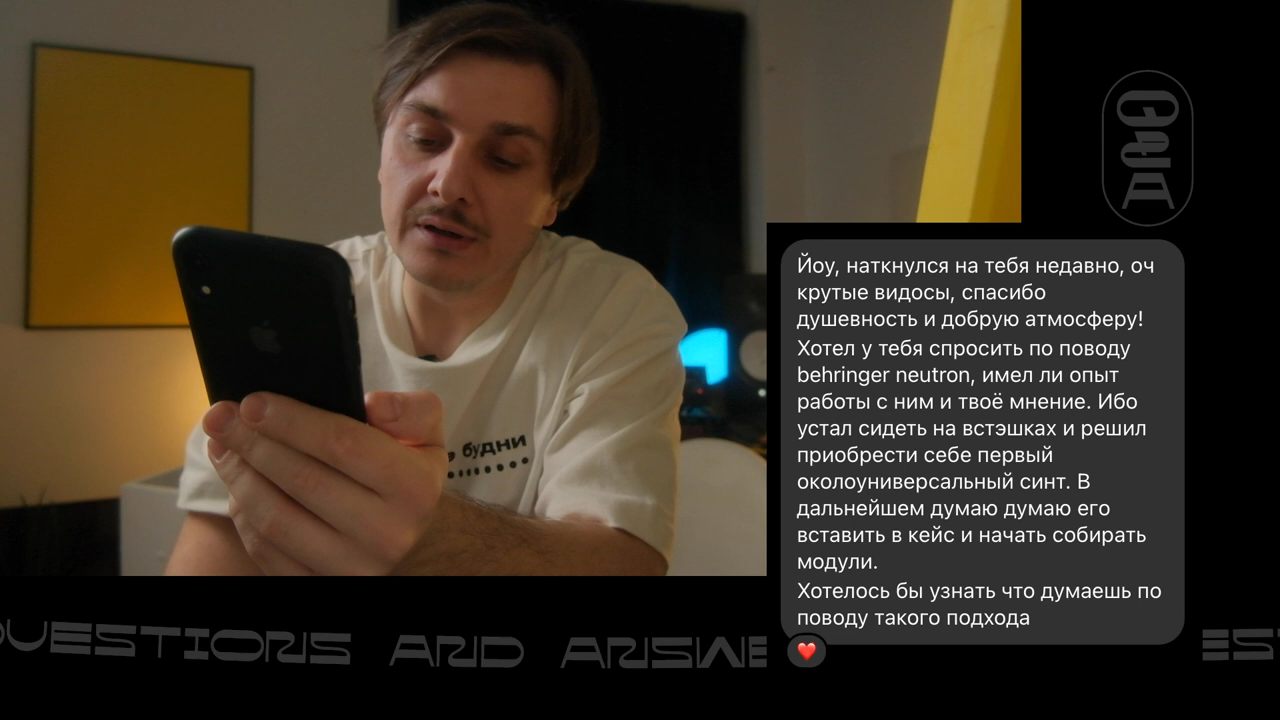 Q&A
Йоу, наткнулся на тебя недавно, оч
крутые видосы, спасибо
душевность и добрую атмосферу!
Хотел у тебя спросить по поводу
behringer neutron, имел ли опыт
работы с ним и твоё мнение. Ибо
устал сидеть на встэшках и решил
приобрести себе первый
околоуниверсальный синт. В
дальнейшем думаю думаю его
вставить в кейс и начать собирать
модули.
Хотелось бы узнать что думаешь по
поводу такого подхода
будни
QUESTIONS AND ANSWE
ES